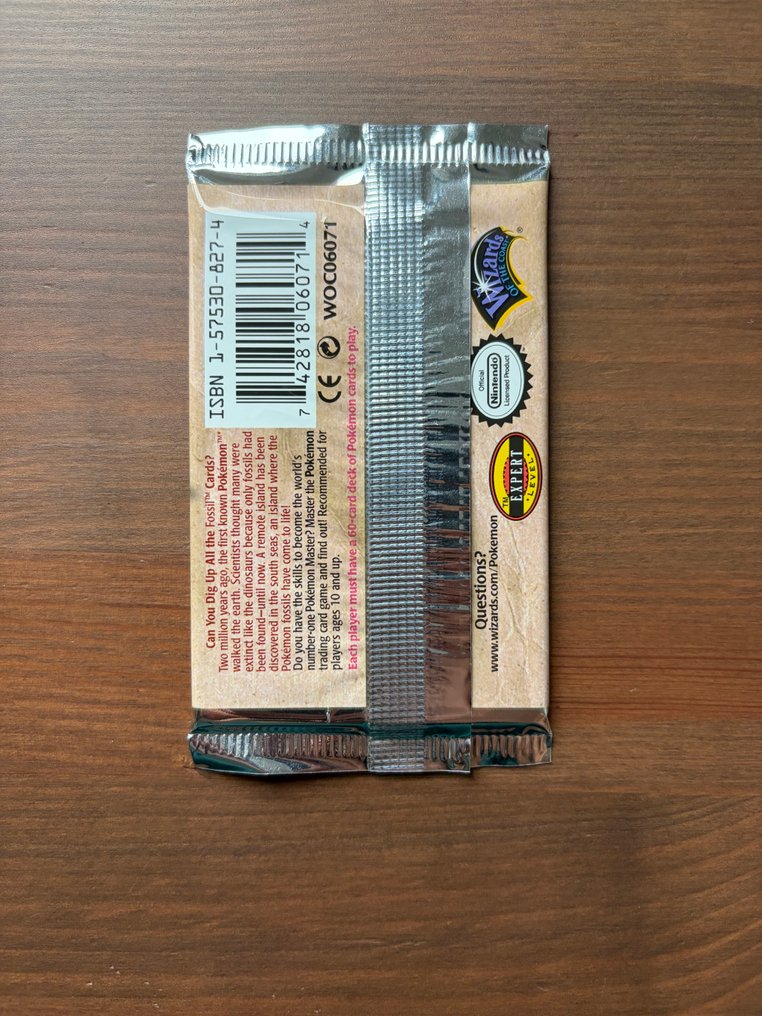 Can You Dig Up All the Fossil™ Cards?
Two million years ago, the first known Pokémon™*
walked the earth. Scientists thought many were
extinct like the dinosaurs because only fossils had
been found—until now. A remote island has been
discovered in the south seas, an island where the
Pokémon fossils have come to life!
Do you have the skills to become the world's
number-one Pokémon Master? Master the Pokémon
trading card game and find out! Recommended for
players ages 10 and up.
Each player must have a 60-card deck of Pokémon cards to play.
ISBN 1-57530-827-4
7 42818 06071 4
CE WOC06071
Questions?
www.wizards.com/Pokemon
TM
EXPERT
LEVEL
Official
Nintendo
Licensed Product
Wizards
OF THE COAST
®